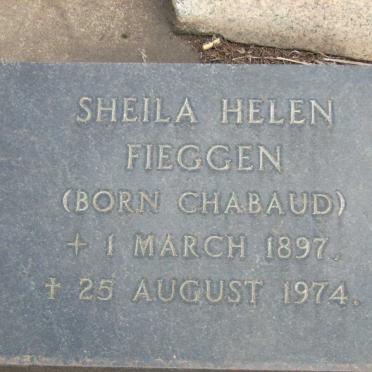 SHEILA HELEN
FIEGGEN
(BORN CHABAUD)
+ 1 MARCH 1897.
† 25 AUGUST 1974.